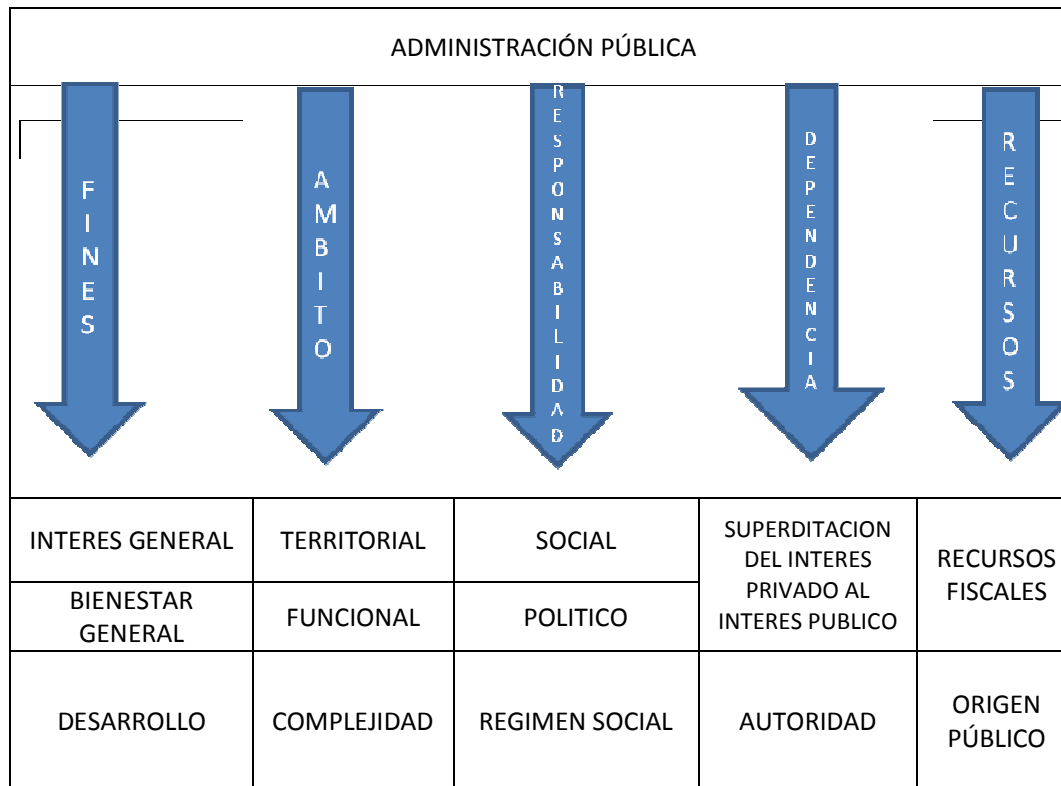 ADMINISTRACIÓN PÚBLICA
FINES
AMBITO
RESPONSABILIDAD
DEPENDENCIA
RECURSOS
INTERES GENERAL
TERRITORIAL
SOCIAL
SUPERDITACION
DEL INTERES
PRIVADO AL
INTERES PUBLICO
RECURSOS
FISCALES
BIENESTAR
GENERAL
FUNCIONAL
POLITICO
DESARROLLO
COMPLEJIDAD
REGIMEN SOCIAL
AUTORIDAD
ORIGEN
PÚBLICO